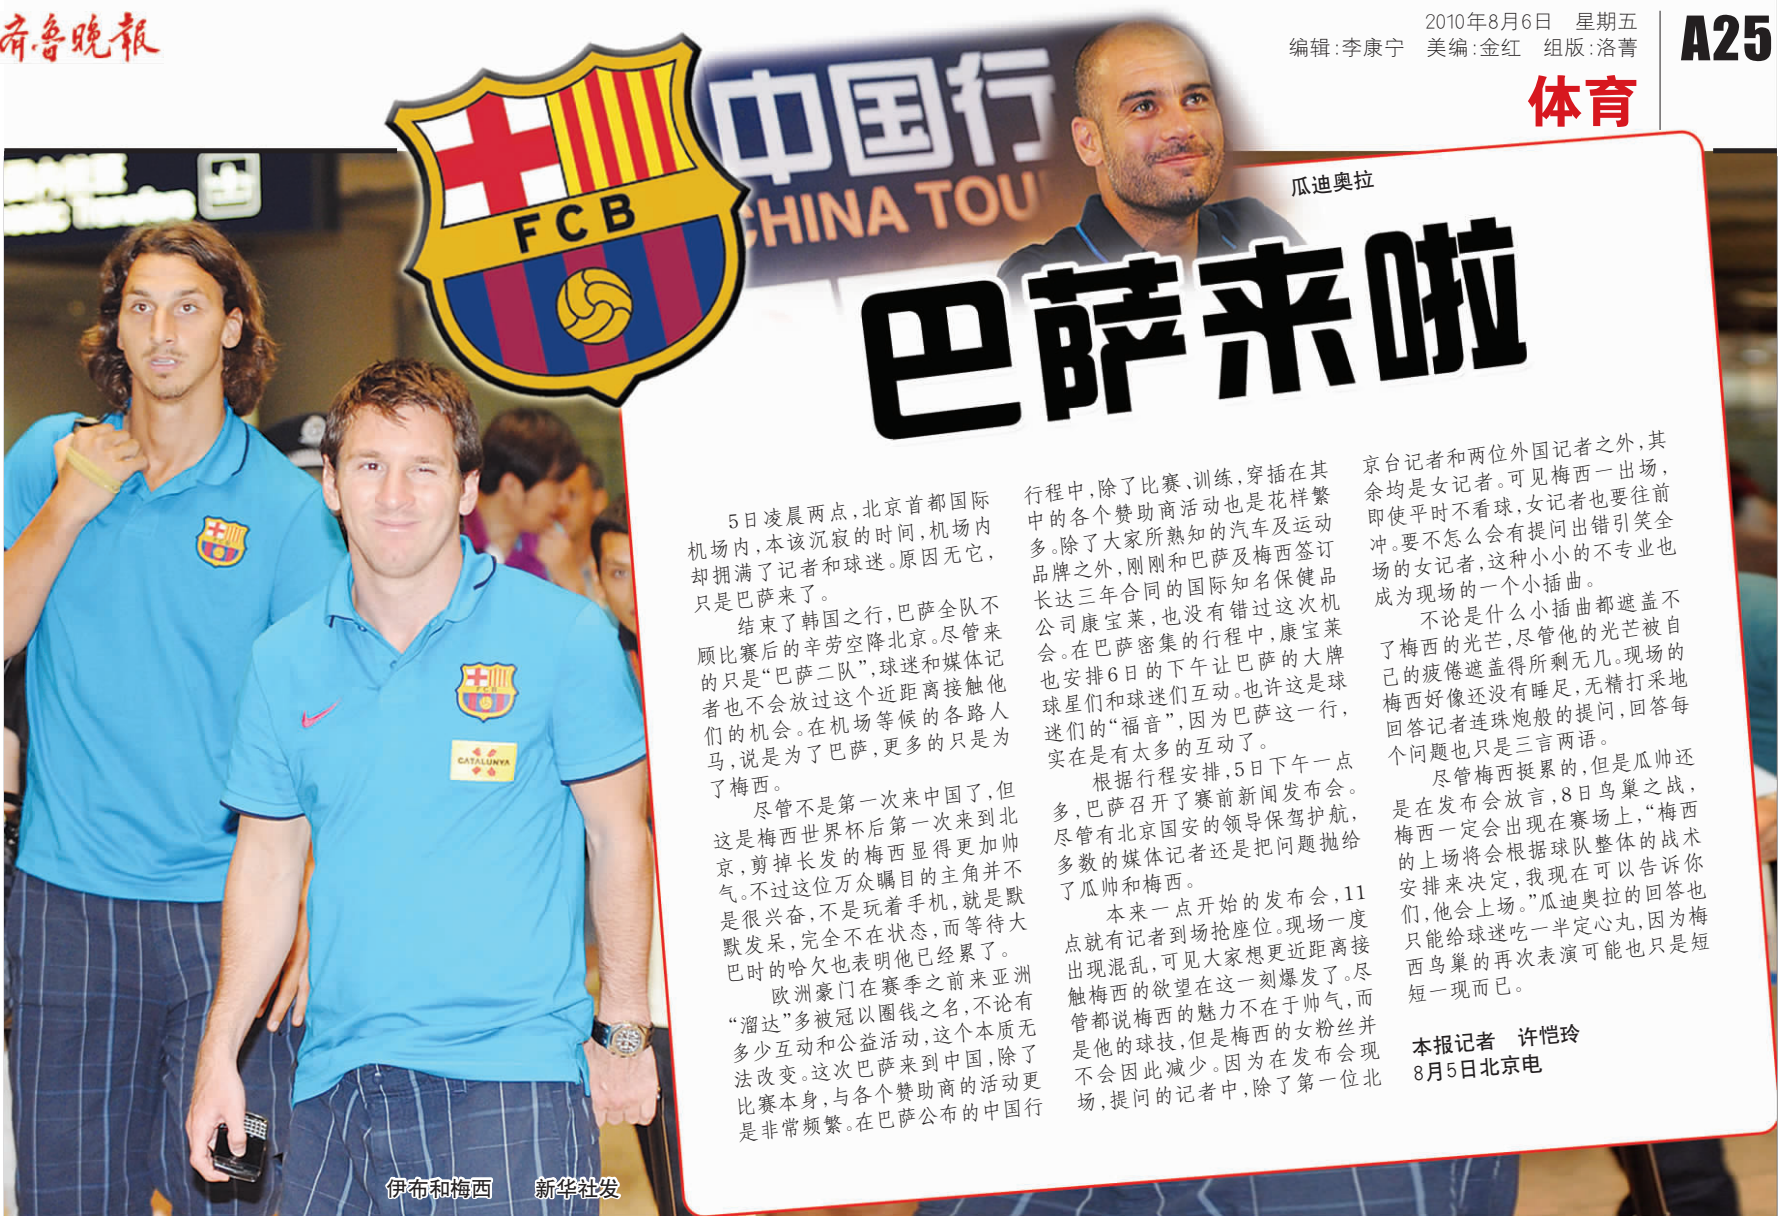 齐鲁晚报
2010年8月6日 星期五
编辑:李康宁 美编:金红 组版:洛菁
A25
体育
中国行
CHINA TOU
FCB
瓜迪奥拉
巴萨来啦
5日凌晨两点,北京首都国际
机场内,本该沉寂的时间,机场内
却拥满了记者和球迷。原因无它,
只是巴萨来了。
结束了韩国之行,巴萨全队不
顾比赛后的辛劳空降北京。尽管来
的只是“巴萨二队”,球迷和媒体记
者也不会放过这个近距离接触他
们的机会。在机场等候的各路人
马,说是为了巴萨,更多的只是为
了梅西。
尽管不是第一次来中国了,但
这是梅西世界杯后第一次来到北
京,剪掉长发的梅西显得更加帅
气。不过这位万众瞩目的主角并不
是很兴奋,不是玩着手机,就是默
默发呆,完全不在状态,而等待大
巴时的哈欠也表明他已经累了。
欧洲豪门在赛季之前来亚洲
“溜达”多被冠以圈钱之名,不论有
多少互动和公益活动,这个本质无
法改变。这次巴萨来到中国,除了
比赛本身,与各个赞助商的活动更
是非常频繁。在巴萨公布的中国行
行程中,除了比赛、训练,穿插在其
中的各个赞助商活动也是花样繁
多。除了大家所熟知的汽车及运动
品牌之外,刚刚和巴萨及梅西签订
长达三年合同的国际知名保健品
公司康宝莱,也没有错过这次机
会。在巴萨密集的行程中,康宝莱
也安排6日的下午让巴萨的大牌
球星们和球迷们互动。也许这是球
迷们的“福音”,因为巴萨这一行,
实在是有太多的互动了。
根据行程安排,5日下午一点
多,巴萨召开了赛前新闻发布会。
尽管有北京国安的领导保驾护航,
多数的媒体记者还是把问题抛给
了瓜帅和梅西。
本来一点开始的发布会,11
点就有记者到场抢座位。现场一度
出现混乱,可见大家想更近距离接
触梅西的欲望在这一刻爆发了。尽
管都说梅西的魅力不在于帅气,而
是他的球技,但是梅西的女粉丝并
不会因此减少。因为在发布会现
场,提问的记者中,除了第一位北
京台记者和两位外国记者之外,其
余均是女记者。可见梅西一出场,
即使平时不看球,女记者也要往前
冲。要不怎么会有提问出错引笑全
场的女记者,这种小小的不专业也
成为现场的一个小插曲。
不论是什么小插曲都遮盖不
了梅西的光芒,尽管他的光芒被自
己的疲倦遮盖得所剩无几。现场的
梅西好像还没有睡足,无精打采地
回答记者连珠炮般的提问,回答每
个问题也只是三言两语。
尽管梅西挺累的,但是瓜帅还
是在发布会放言,8日鸟巢之战,
梅西一定会出现在赛场上,“梅西
的上场将会根据球队整体的战术
安排来决定,我现在可以告诉你
们,他会上场。”瓜迪奥拉的回答也
只能给球迷吃一半定心丸,因为梅
西鸟巢的再次表演可能也只是短
短一现而已。
本报记者 许恺玲
8月5日北京电
FCB
CATALUNYA
伊布和梅西 新华社发